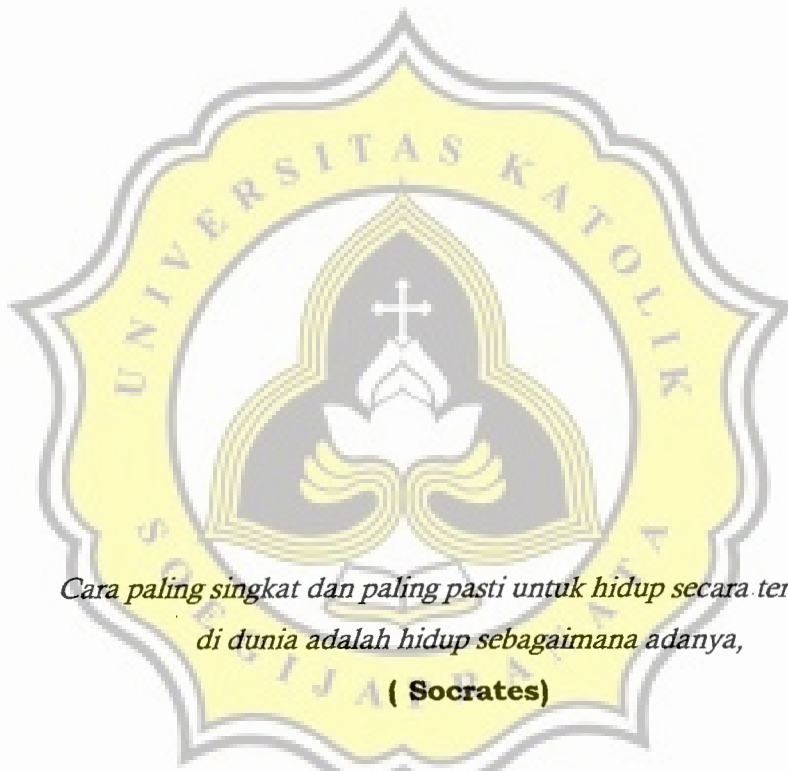 UNIVERSITAS KATOLIK
SOEGIJAPRANATA
Cara paling singkat dan paling pasti untuk hidup secara
di dunia adalah hidup sebagaimana adanya,
( Socrates)